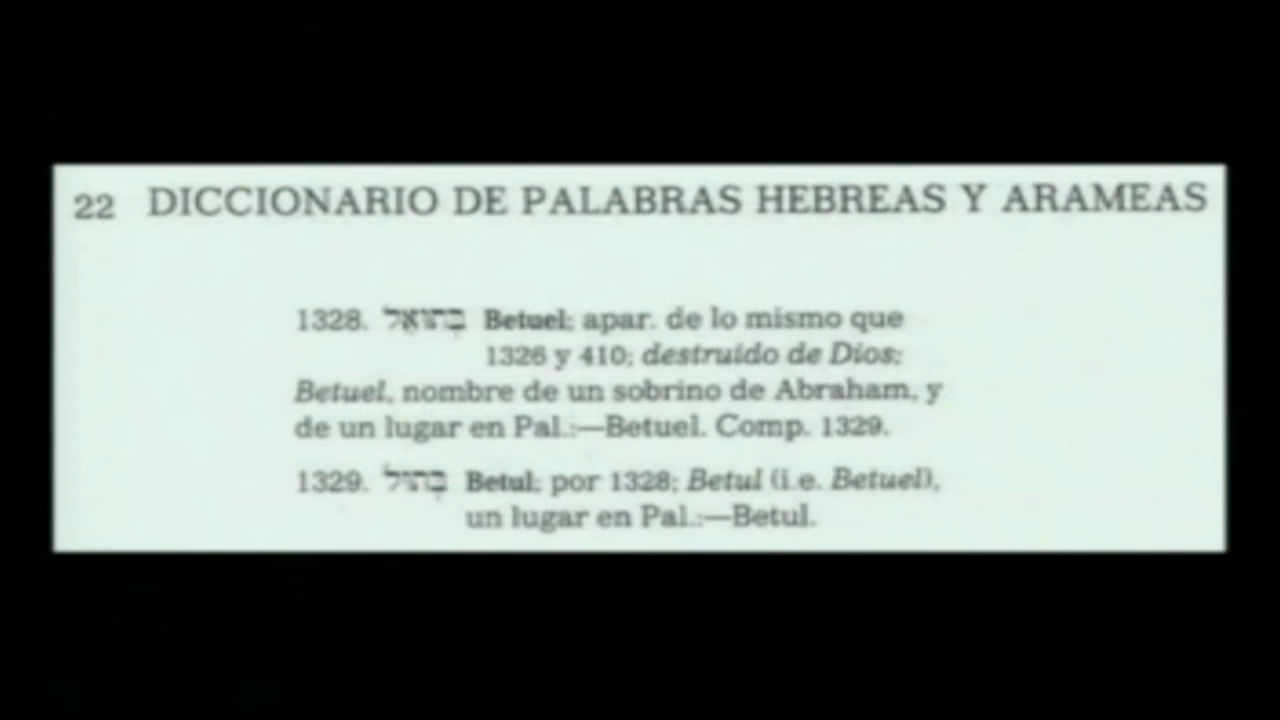 22 DICCIONARIO DE PALABRAS HEBREAS Y ARAMEAS
1328. בְּתוּאֵל Betuel; apar. de lo mismo que
1326 y 410; destruido de Dios;
Betuel, nombre de un sobrino de Abraham, y
de un lugar en Pal.:—Betuel. Comp. 1329.
1329. בְּתוּל Betul; por 1328; Betul (i.e. Betuel),
un lugar en Pal.:—Betul.